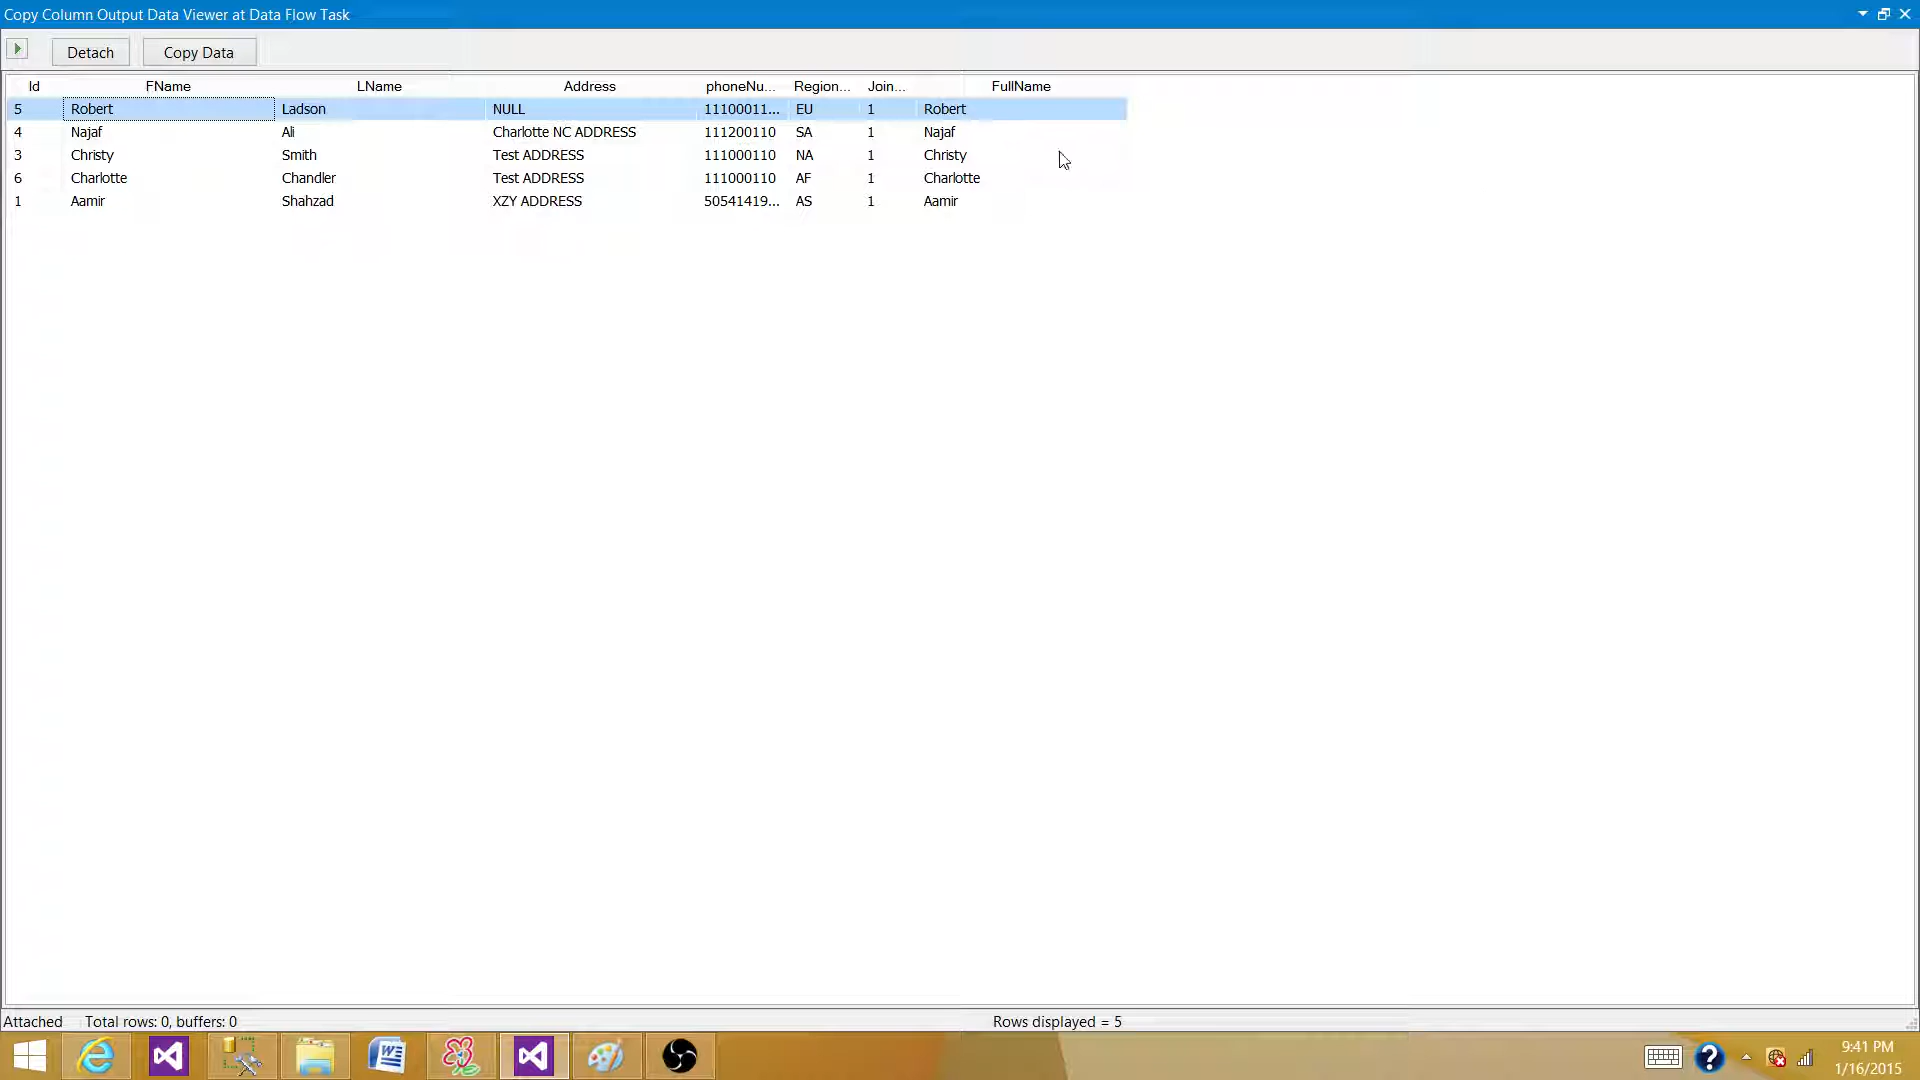 Copy Column Output Data Viewer at Data Flow Task
Detach Copy Data
Id FName LName Address phoneNu... Region... Join... FullName
5 Robert Ladson NULL 11100011... EU 1 Robert
4 Najaf Ali Charlotte NC ADDRESS 111200110 SA 1 Najaf
3 Christy Smith Test ADDRESS 111000110 NA 1 Christy
6 Charlotte Chandler Test ADDRESS 111000110 AF 1 Charlotte
1 Aamir Shahzad XZY ADDRESS 50541419... AS 1 Aamir
Attached Total rows: 0, buffers: 0 Rows displayed = 5
9:41 PM
1/16/2015